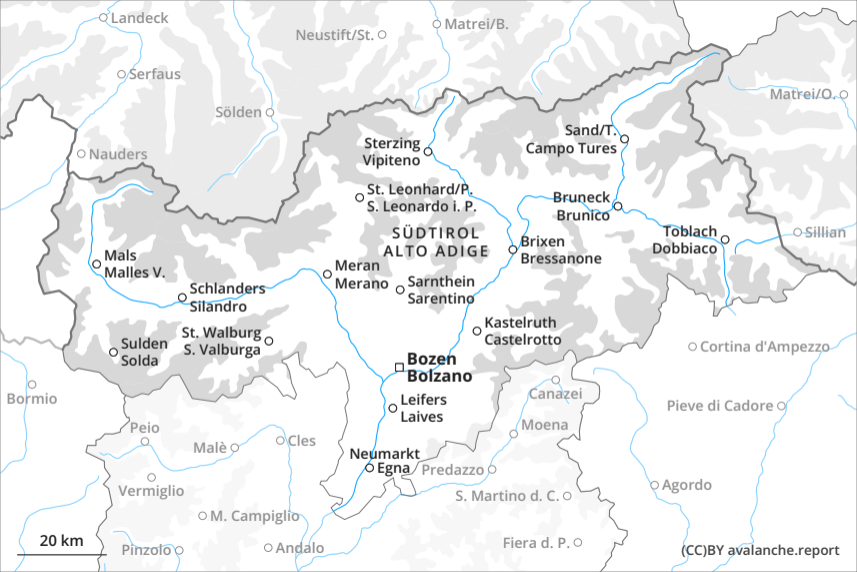 Landeck
Matrei/B.
Neustift/St.
Serfaus
Matrei/O.
Sölden
Sand/T.
Campo Tures
Sterzing
Vipiteno
Nauders
St. Leonhard/P.
S. Leonardo i. P.
Bruneck
Brunico
SÜDTIROL
ALTO ADIGE
Toblach
Dobbiaco
Sillian
Brixen
Bressanone
Mals
Malles V.
Meran
Merano
Sarnthein
Sarentino
Schlanders
Silandro
Kastelruth
Castelrotto
St. Walburg
S. Valburga
Sulden
Solda
Cortina d'Ampezzo
Bozen
Bolzano
Bormio
Canazei
Leifers
Laives
Pieve di Cadore
Peio
Moena
Malè
Cles
Neumarkt
Egna
Predazzo
Vermiglio
Agordo
S. Martino d. C.
M. Campiglio
20 km
Pinzolo
Andalo
Fiera d. P.
(CC)BY avalanche.report